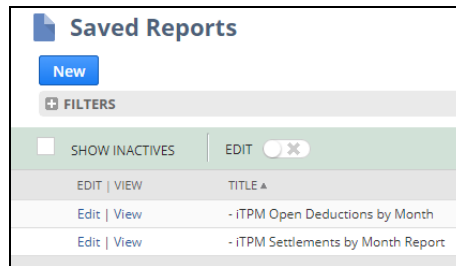 Saved Reports
New
FILTERS
SHOW INACTIVES EDIT
EDIT | VIEW TITLE
Edit | View - iTPM Open Deductions by Month
Edit | View - iTPM Settlements by Month Report